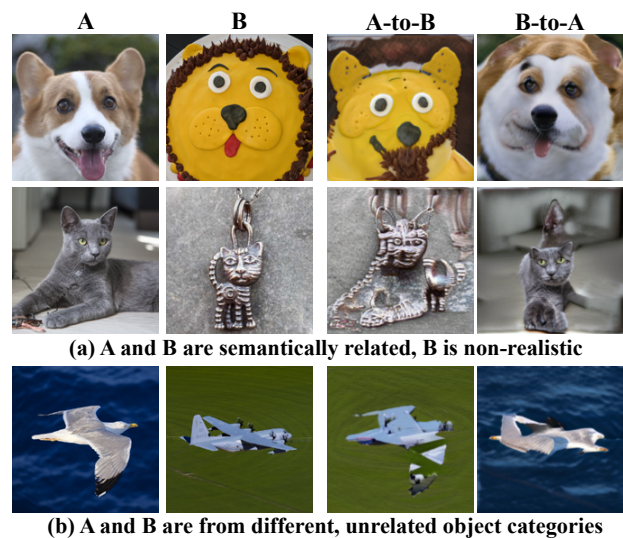 A B A-to-B B-to-A
(a) A and B are semantically related, B is non-realistic
(b) A and B are from different, unrelated object categories